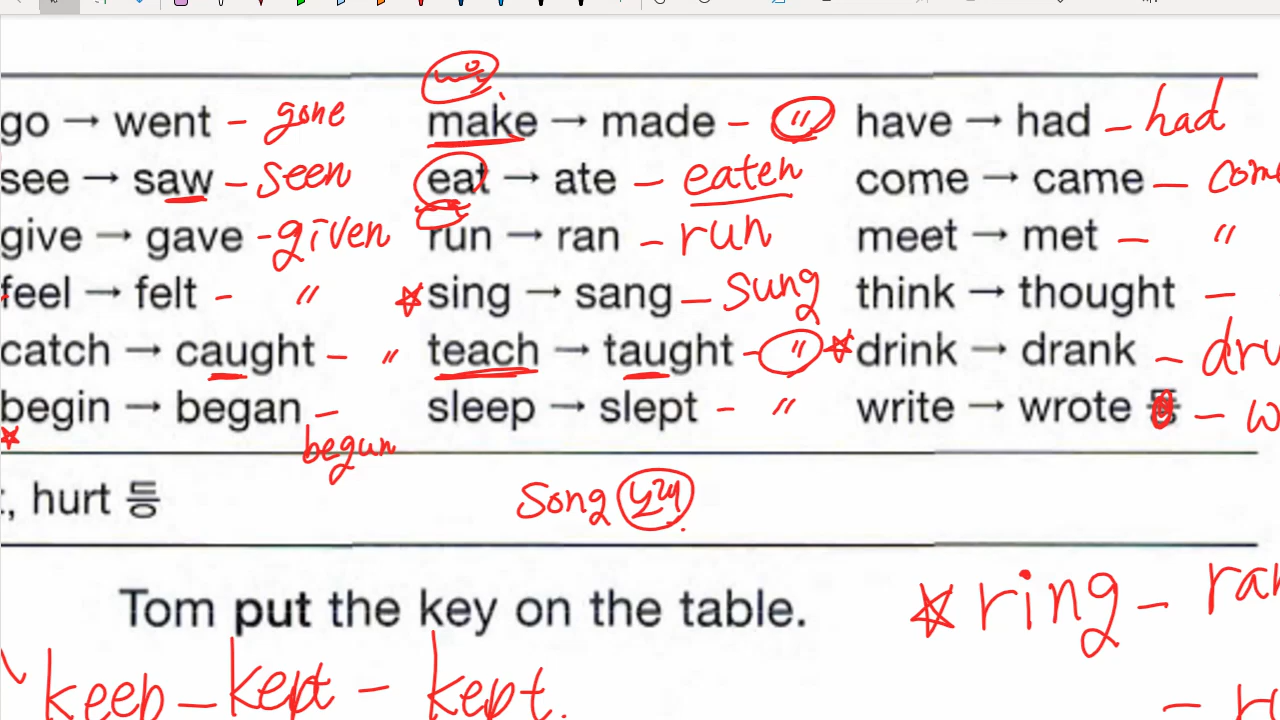 go → went - gone make → made - 〃 have → had - had
see → saw - seen eat → ate - eaten come → came - come
give → gave - given run → ran - run meet → met - 〃
feel → felt - 〃 ☆sing → sang - sung think → thought -
catch → caught - 〃 teach → taught - 〃 ☆drink → drank - dru
begin → began - begun sleep → slept - 〃 write → wrote 등 - w
☆
t, hurt 등 Song 노래
Tom put the key on the table.
☆ring - ran
keep - kept - kept.
- ru